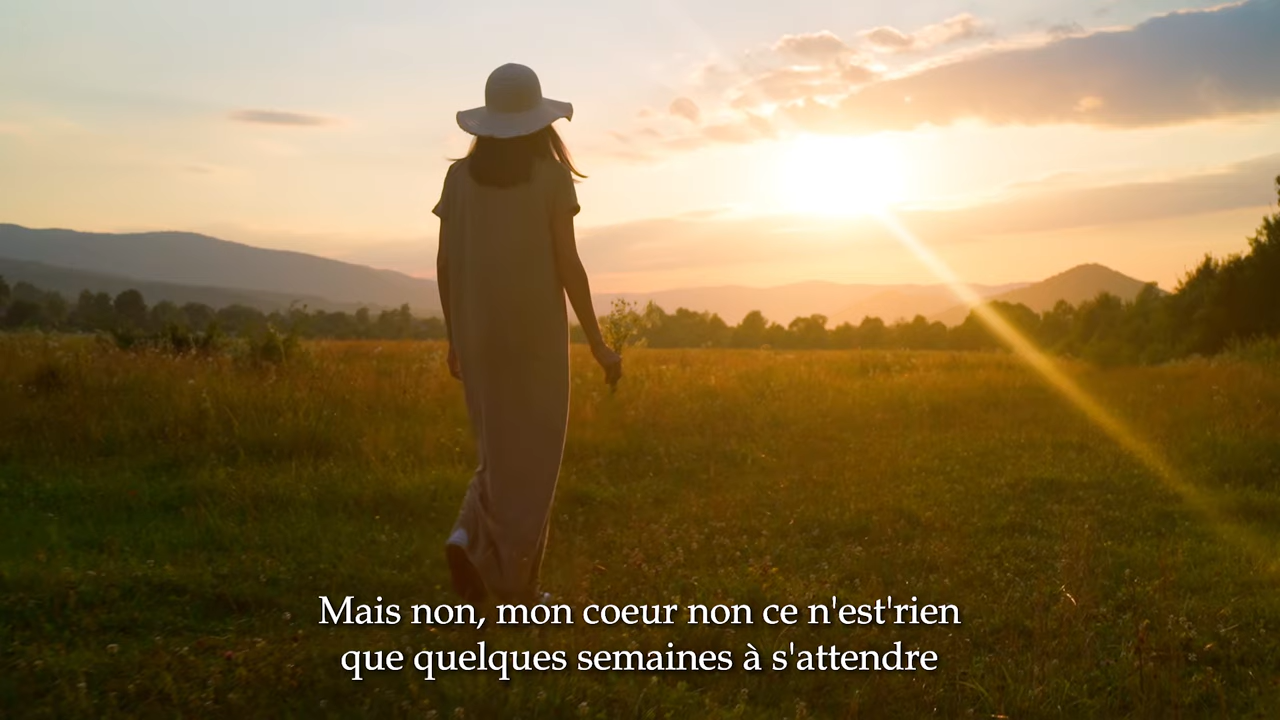 Mais non, mon coeur non ce n'est'rien
que quelques semaines à s'attendre